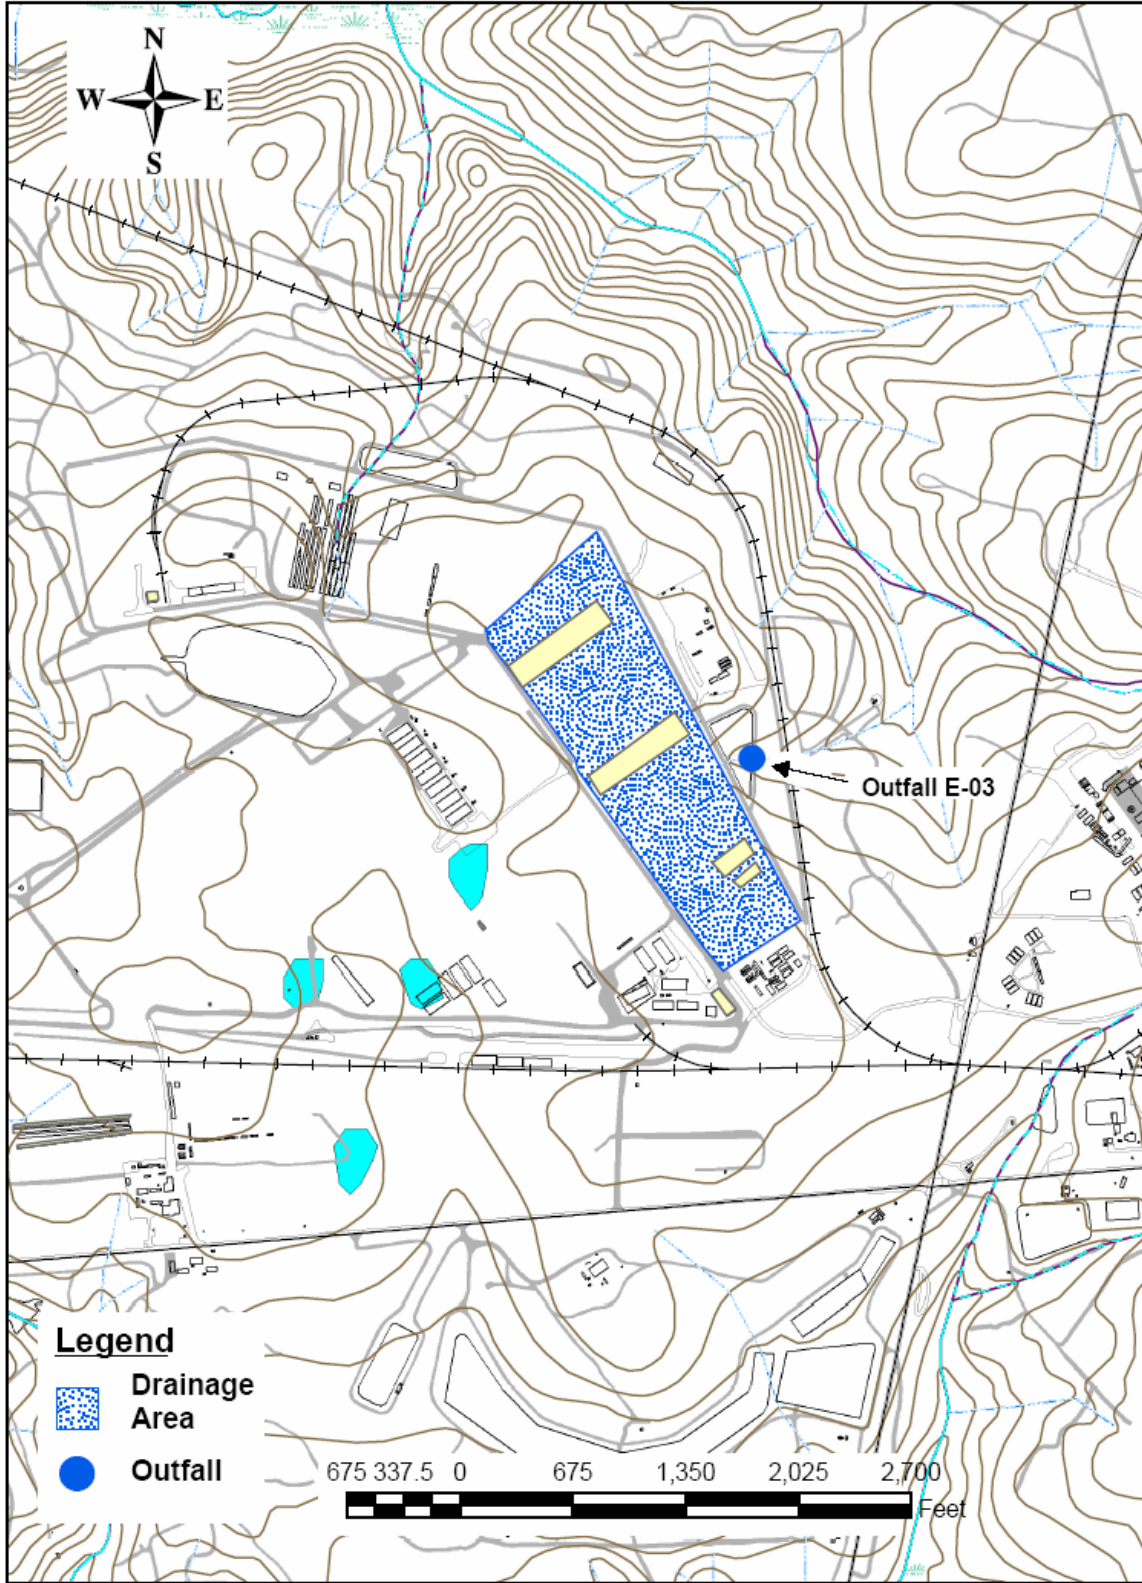 N
W E
S
Outfall E-03
Legend
Drainage
Area
Outfall
675 337.5 0 675 1,350 2,025 2,700
Feet